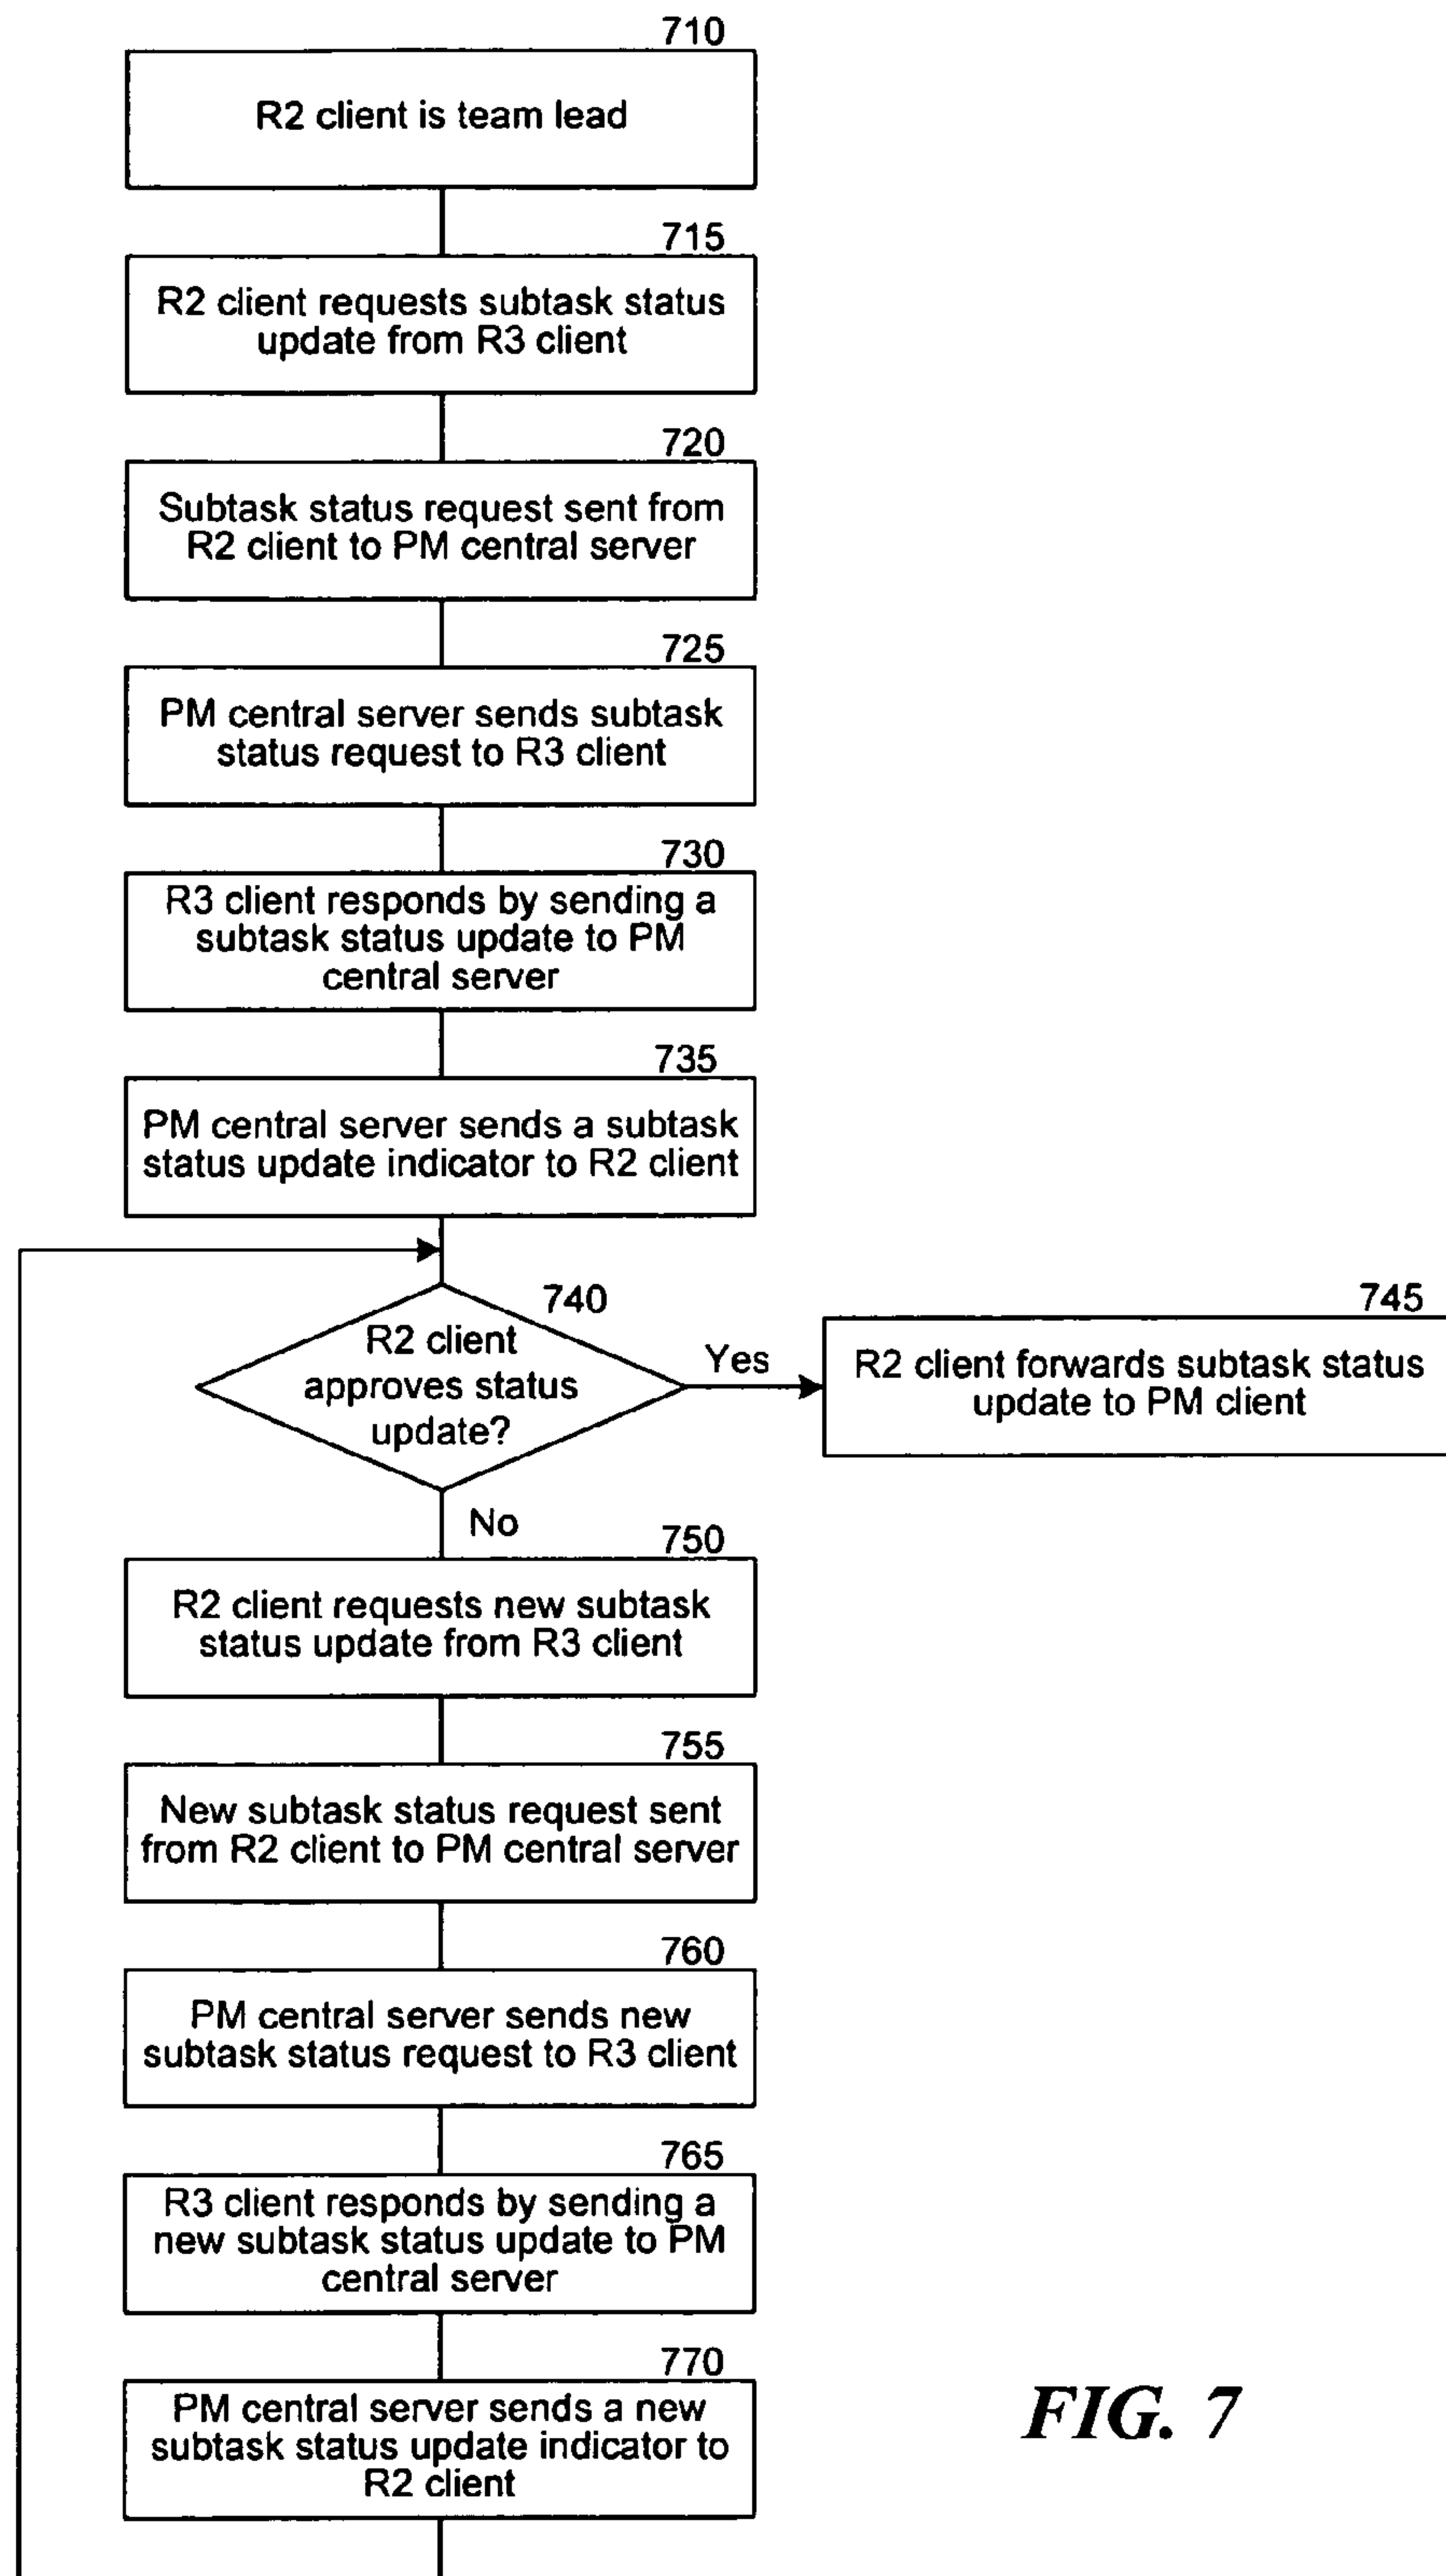 710
R2 client is team lead
715
R2 client requests subtask status
update from R3 client
720
Subtask status request sent from
R2 client to PM central server
725
PM central server sends subtask
status request to R3 client
730
R3 client responds by sending a
subtask status update to PM
central server
735
PM central server sends a subtask
status update indicator to R2 client
740
R2 client
approves status
update?
Yes
745
R2 client forwards subtask status
update to PM client
No
750
R2 client requests new subtask
status update from R3 client
755
New subtask status request sent
from R2 client to PM central server
760
PM central server sends new
subtask status request to R3 client
765
R3 client responds by sending a
new subtask status update to PM
central server
770
PM central server sends a new
subtask status update indicator to
R2 client
FIG. 7